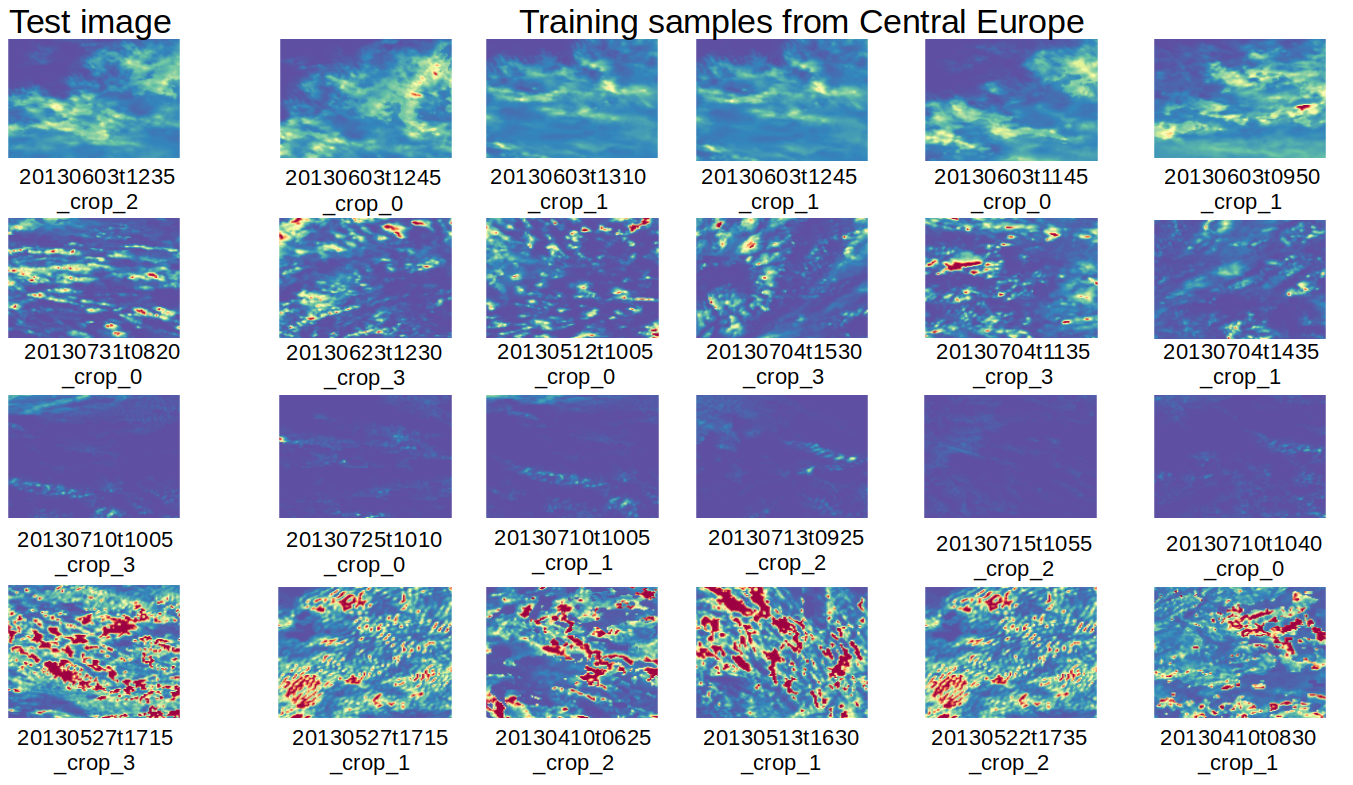 Test image
Training samples from Central Europe
20130603t1235
_crop_2
20130603t1245
_crop_0
20130603t1310
_crop_1
20130603t1245
_crop_1
20130603t1145
_crop_0
20130603t0950
_crop_1
20130731t0820
_crop_0
20130623t1230
_crop_3
20130512t1005
_crop_0
20130704t1530
_crop_3
20130704t1135
_crop_3
20130704t1435
_crop_1
20130710t1005
_crop_3
20130725t1010
_crop_0
20130710t1005
_crop_1
20130713t0925
_crop_2
20130715t1055
_crop_2
20130710t1040
_crop_0
20130527t1715
_crop_3
20130527t1715
_crop_1
20130410t0625
_crop_2
20130513t1630
_crop_1
20130522t1735
_crop_2
20130410t0830
_crop_1